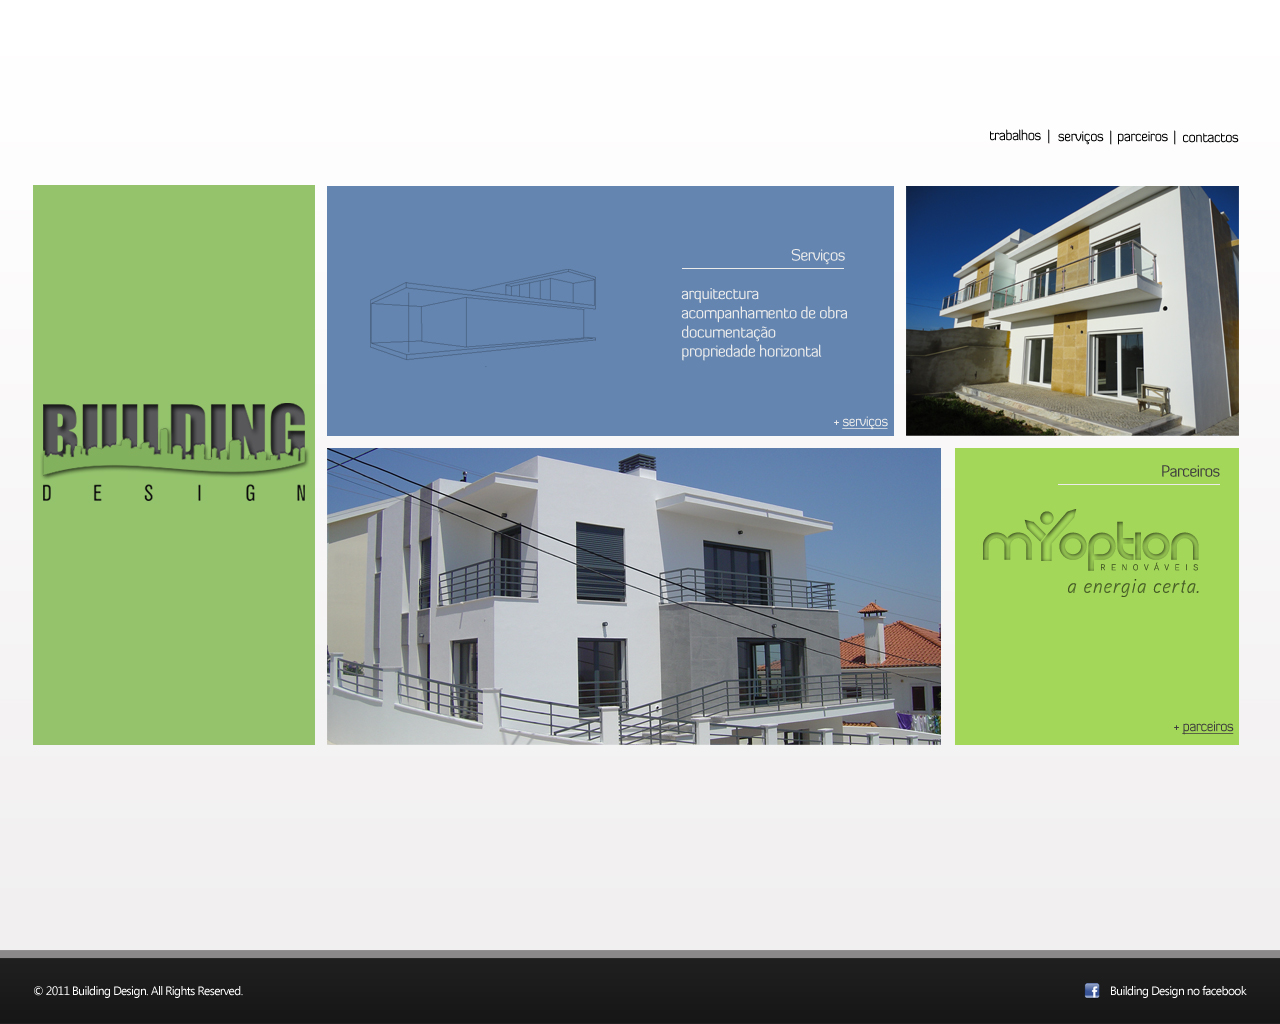 trabalhos | serviços | parceiros | contactos
BUILDING
DESIGN
Serviços
arquitectura
acompanhamento de obra
documentação
propriedade horizontal
+ serviços
Parceiros
myoption
RENOVÁVEIS
a energia certa.
+ parceiros
© 2011 Building Design. All Rights Reserved.
Building Design no facebook